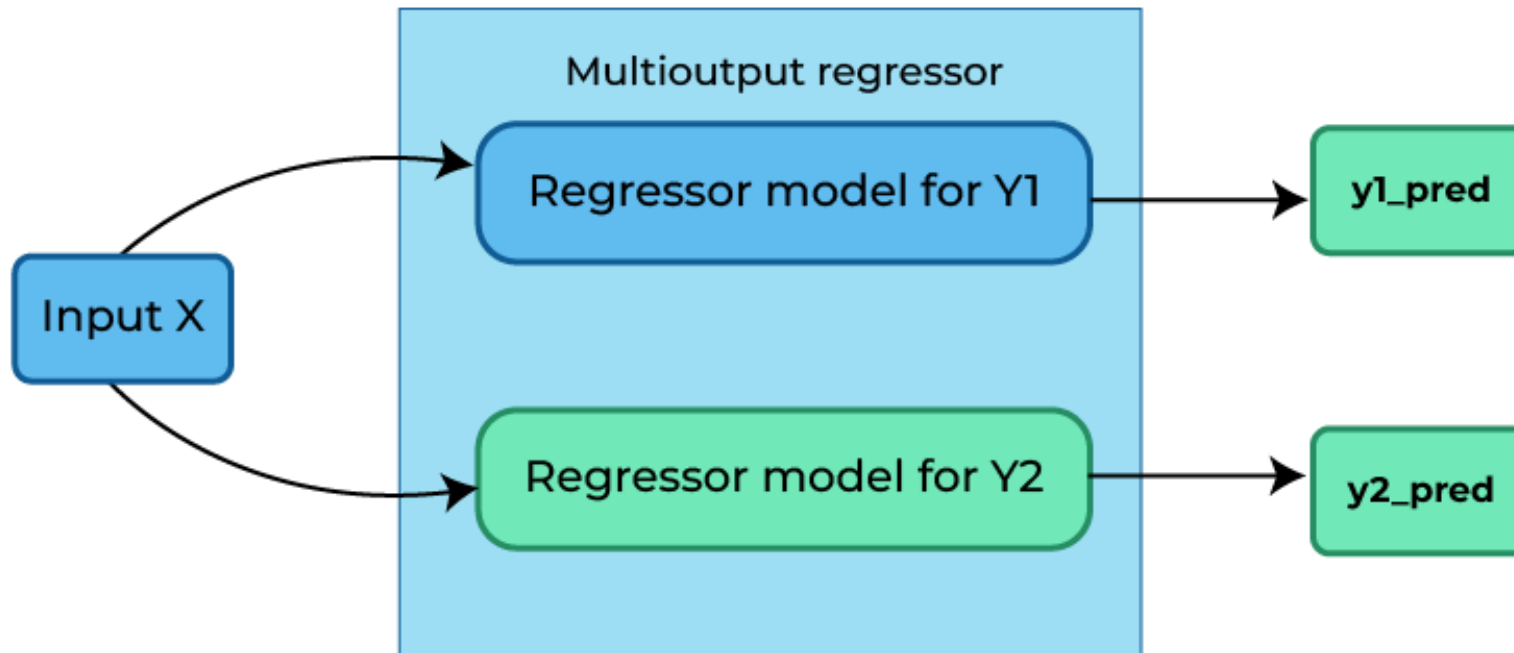 Multioutput regressor
Regressor model for Y1
y1_pred
Input X
Regressor model for Y2
y2_pred